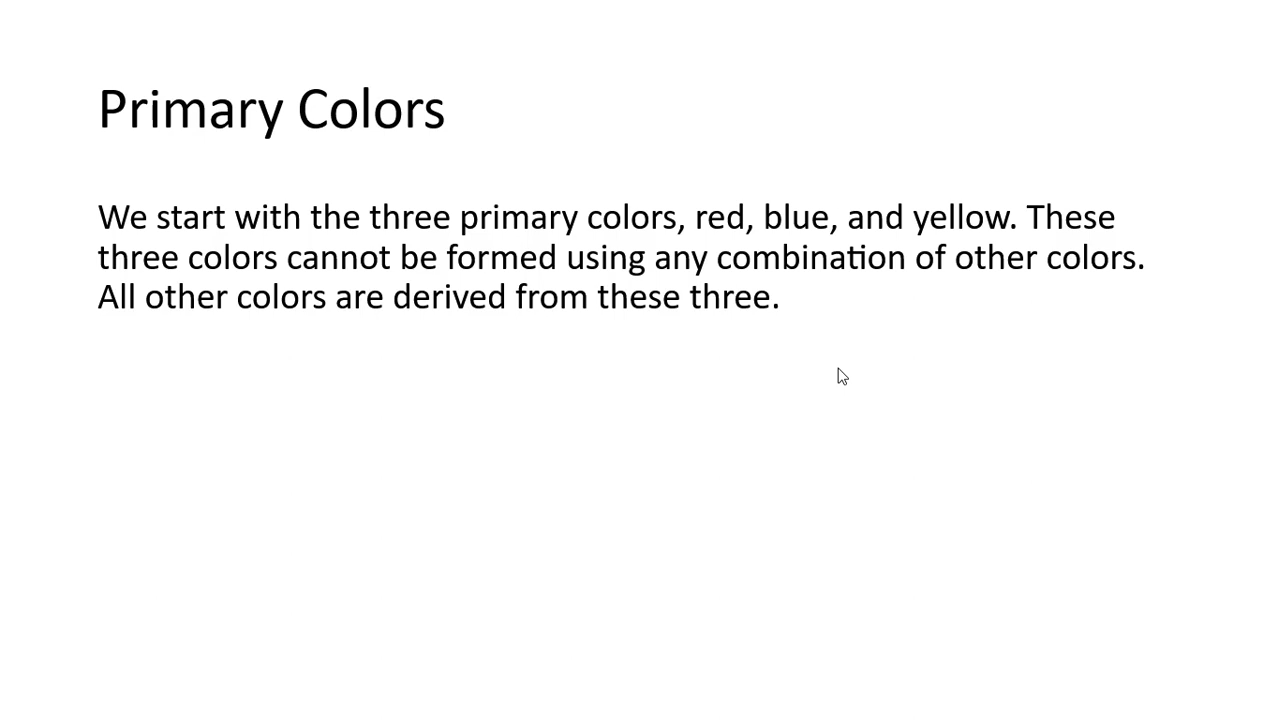 Primary Colors
We start with the three primary colors, red, blue, and yellow. These
three colors cannot be formed using any combination of other colors.
All other colors are derived from these three.